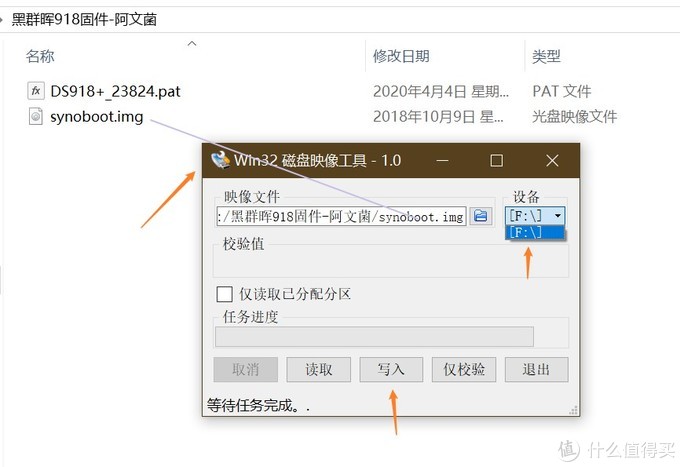 黑群晖918固件-阿文菌
名称 修改日期 类型
DS918+_23824.pat 2020年4月4日 星期... PAT 文件
synoboot.img 2018年10月9日 星... 光盘映像文件
Win32 磁盘映像工具 - 1.0
映像文件 设备
:/黑群晖918固件-阿文菌/synoboot.img [F:\]
[F:\]
校验值
仅读取已分配分区
任务进度
取消 读取 写入 仅校验 退出
等待任务完成。.
值 什么值得买